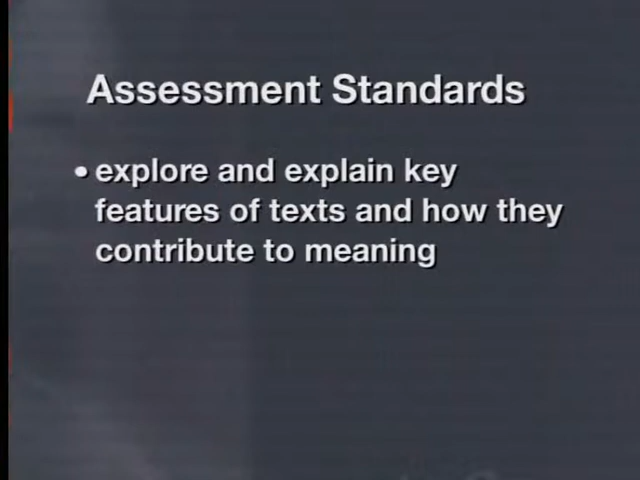 Assessment Standards
• explore and explain key
features of texts and how they
contribute to meaning